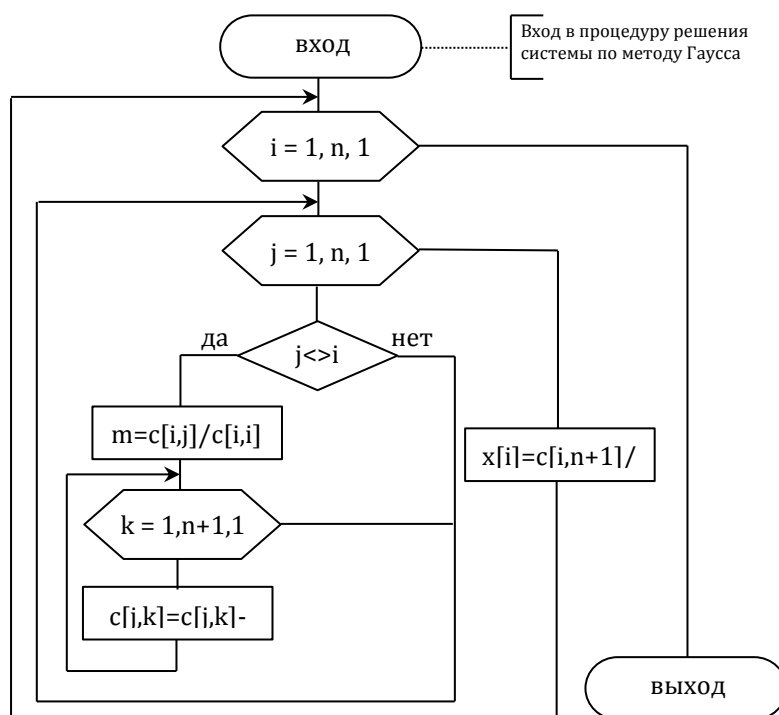 вход
Вход в процедуру решения
системы по методу Гаусса
i = 1, n, 1
j = 1, n, 1
да
нет
j<>i
m=c[i,j]/c[i,i]
x[i]=c[i,n+1]/
k = 1,n+1,1
c[j,k]=c[j,k]-
выход